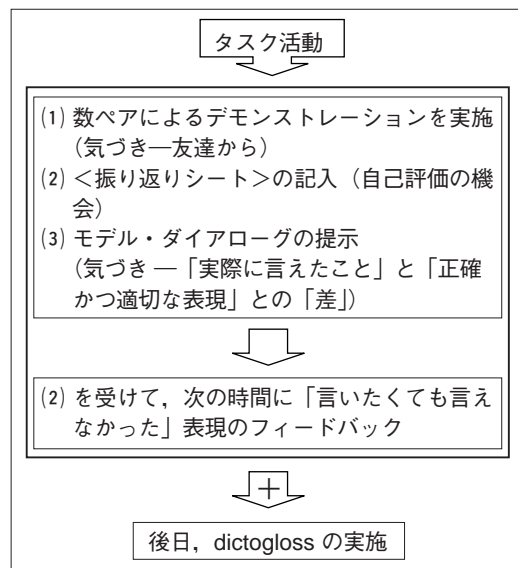 タスク活動
⑴ 数ペアによるデモンストレーションを実施
（気づき―友達から）
⑵ ＜振り返りシート＞の記入（自己評価の機
会）
⑶ モデル・ダイアローグの提示
（気づき ―「実際に言えたこと」と「正確
かつ適切な表現」との「差」）
⑵ を受けて，次の時間に「言いたくても言え
なかった」表現のフィードバック
＋
後日，dictogloss の実施